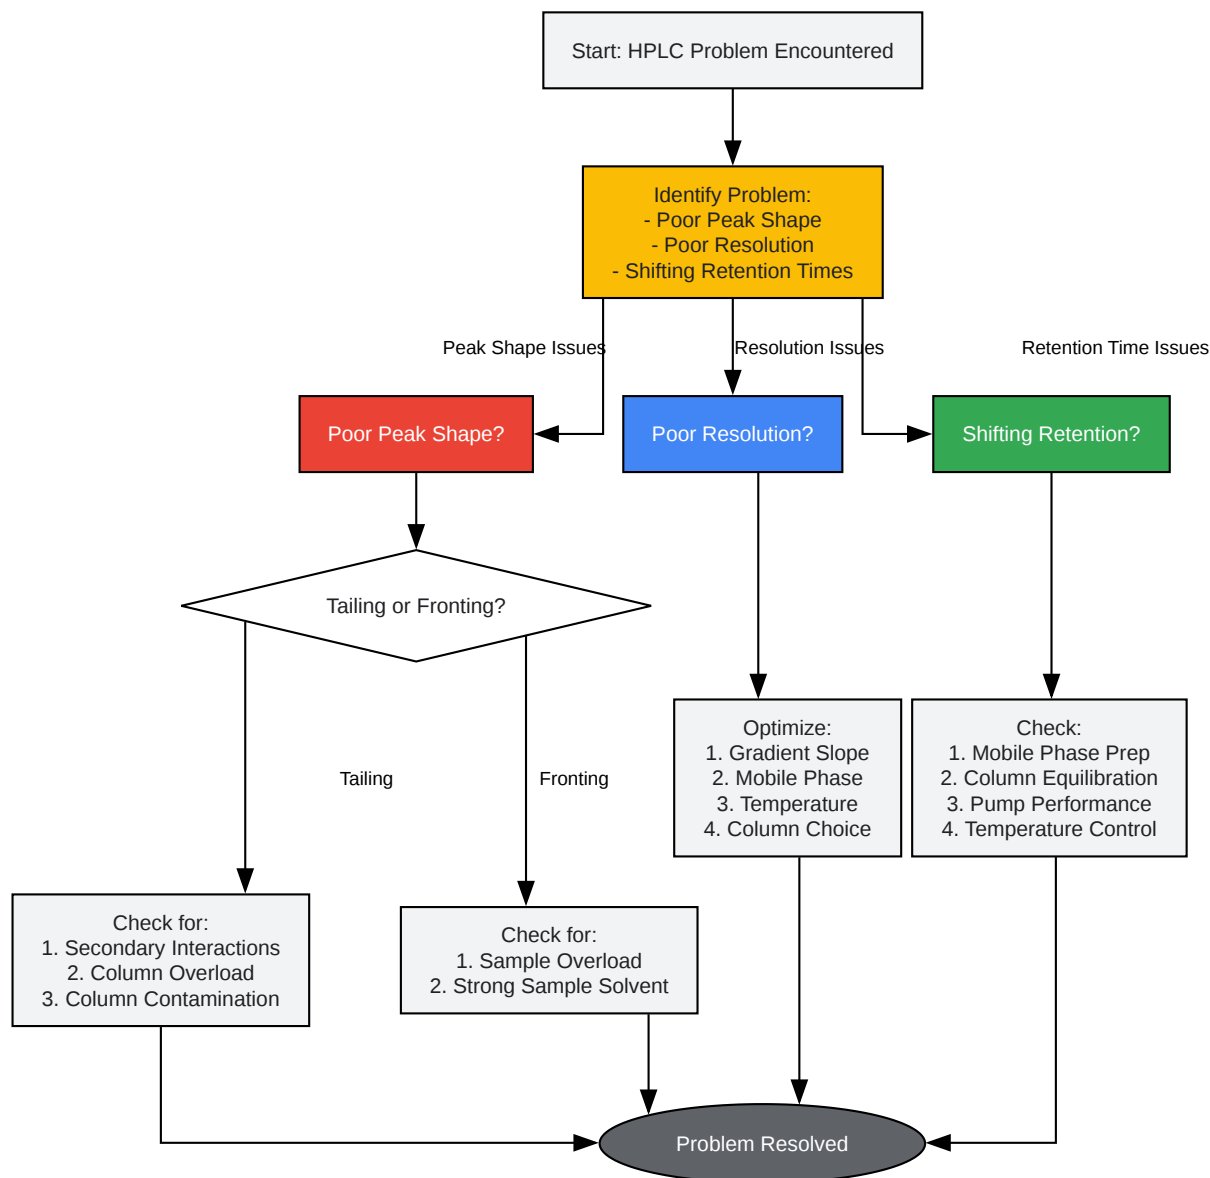 Start: HPLC Problem Encountered
Identify Problem:
- Poor Peak Shape
- Poor Resolution
- Shifting Retention Times
Peak Shape Issues
Resolution Issues
Retention Time Issues
Poor Peak Shape?
Poor Resolution?
Shifting Retention?
Tailing or Fronting?
Tailing
Fronting
Optimize:
1. Gradient Slope
2. Mobile Phase
3. Temperature
4. Column Choice
Check:
1. Mobile Phase Prep
2. Column Equilibration
3. Pump Performance
4. Temperature Control
Check for:
1. Secondary Interactions
2. Column Overload
3. Column Contamination
Check for:
1. Sample Overload
2. Strong Sample Solvent
Problem Resolved